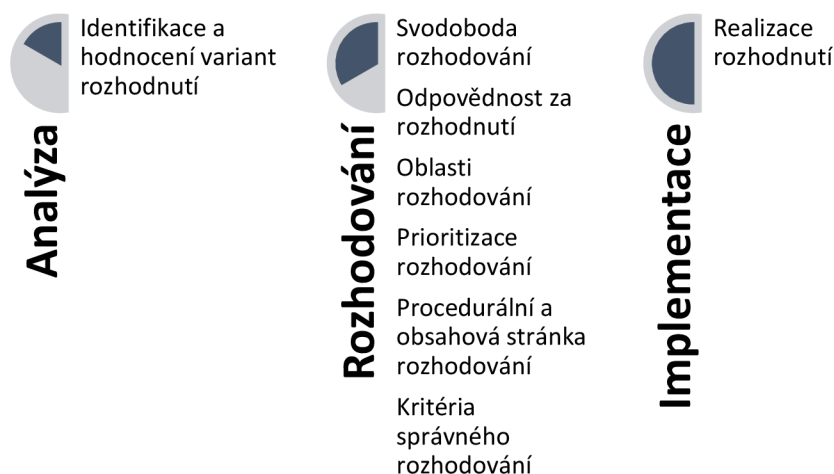 Analýza
Identifikace a
hodnocení variant
rozhodnutí
Rozhodování
Svodoboda
rozhodování
Odpovědnost za
rozhodnutí
Oblasti
rozhodování
Prioritizace
rozhodování
Procedurální a
obsahová stránka
rozhodování
Kritéria
správného
rozhodování
Implementace
Realizace
rozhodnutí